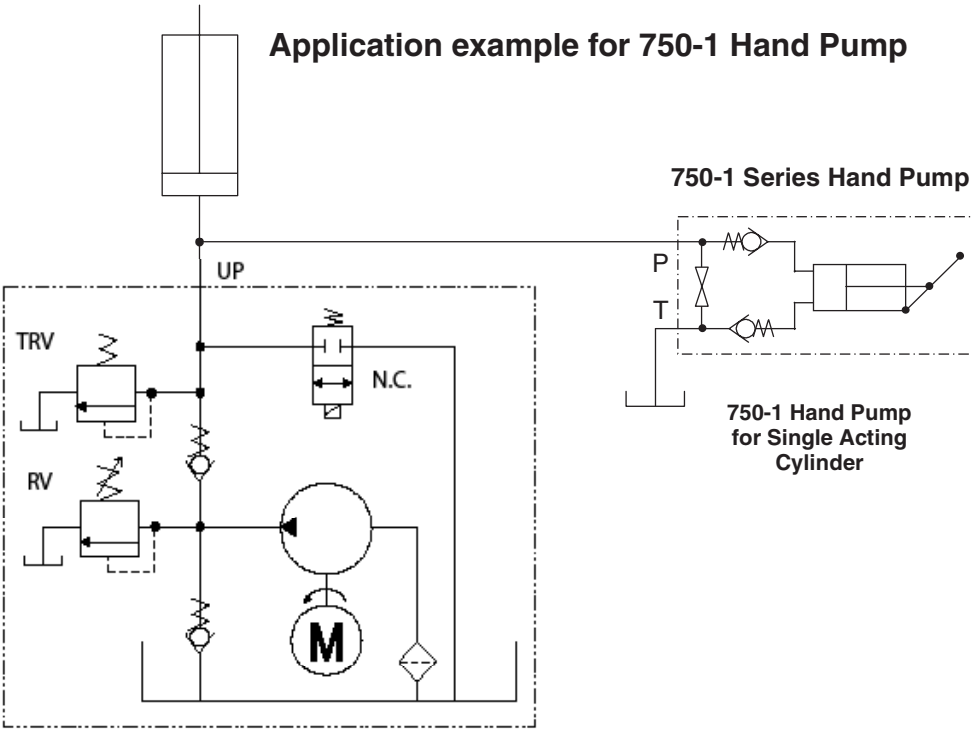 Application example for 750-1 Hand Pump
750-1 Series Hand Pump
P
T
UP
TRV
N.C.
RV
M
750-1 Hand Pump
for Single Acting
Cylinder